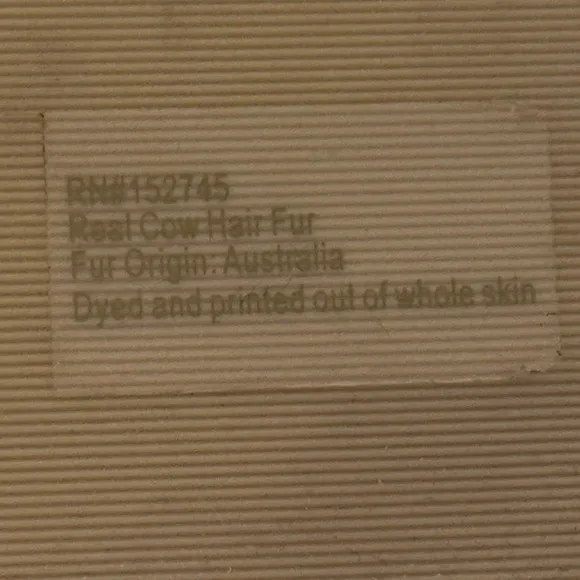 RN#152745
Real Cow Hair Fur
Fur Origin: Australia
Dyed and printed out of whole skin